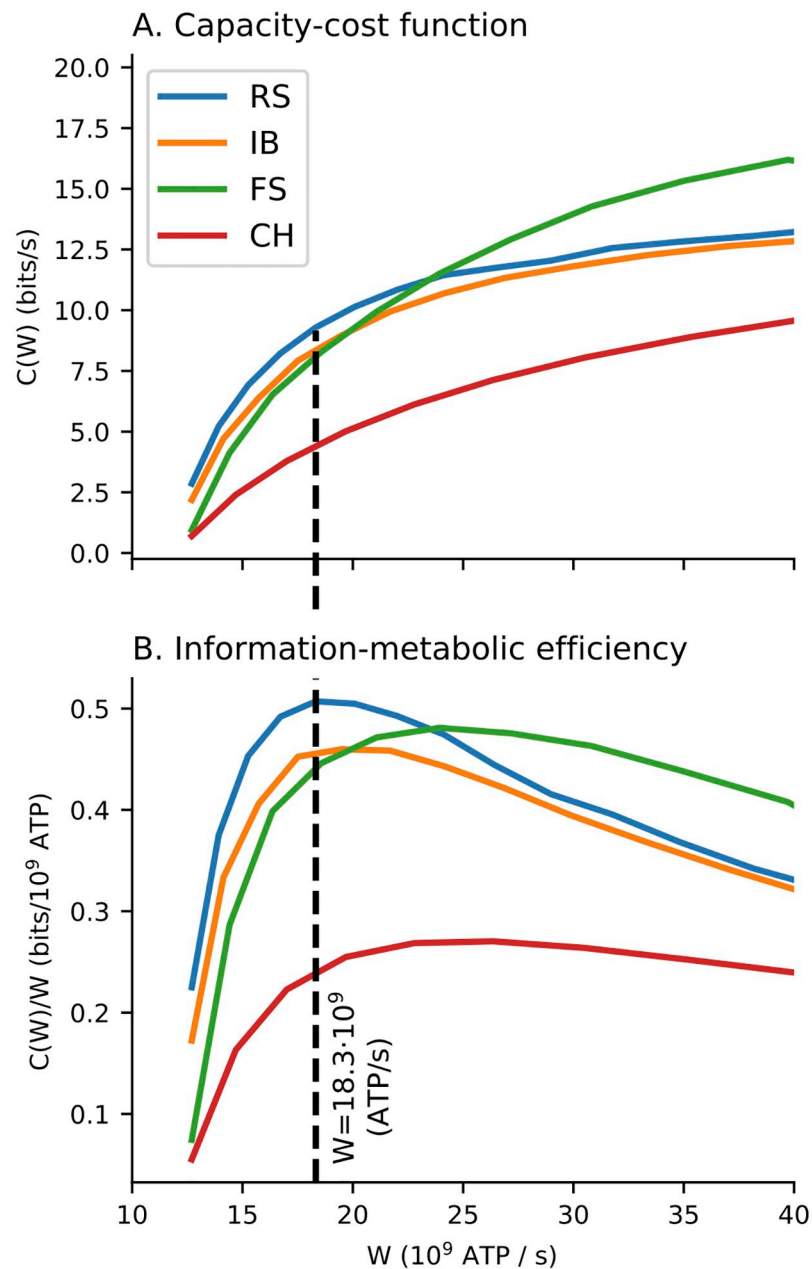 A. Capacity-cost function
20.0
17.5
15.0
12.5
10.0
7.5
5.0
2.5
0.0
C(W) (bits/s)
RS
IB
FS
CH
B. Information-metabolic efficiency
0.5
0.4
0.3
0.2
0.1
C(W)/W (bits/10⁹ ATP)
W=18.3·10⁹
(ATP/s)
10 15 20 25 30 35 40
W (10⁹ ATP / s)